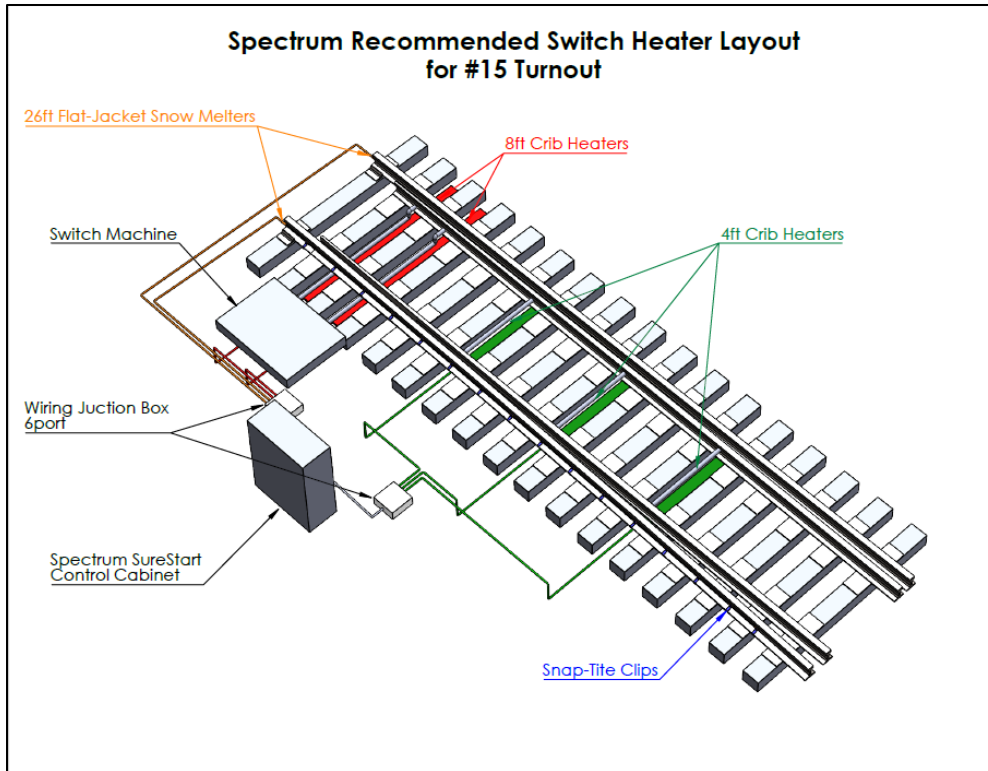 Spectrum Recommended Switch Heater Layout
for #15 Turnout
26ft Flat-Jacket Snow Melters
8ft Crib Heaters
Switch Machine
4ft Crib Heaters
Wiring Juction Box
6port
Spectrum SureStart
Control Cabinet
Snap-Tite Clips